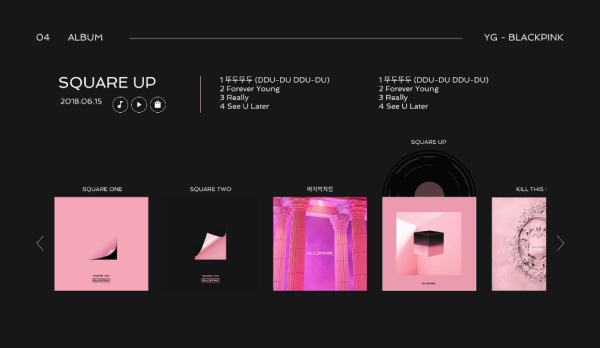 04 ALBUM YG - BLACKPINK
SQUARE UP
2018.06.15
1 뚜두뚜두 (DDU-DU DDU-DU)
2 Forever Young
3 Really
4 See U Later
1 뚜두뚜두 (DDU-DU DDU-DU)
2 Forever Young
3 Really
4 See U Later
SQUARE UP
SQUARE ONE
SQUARE TWO
마지막처럼
KILL THIS
SQUARE ONE
BLACKPINK
BLACKPINK
BLACKPINK
BLACKPINK